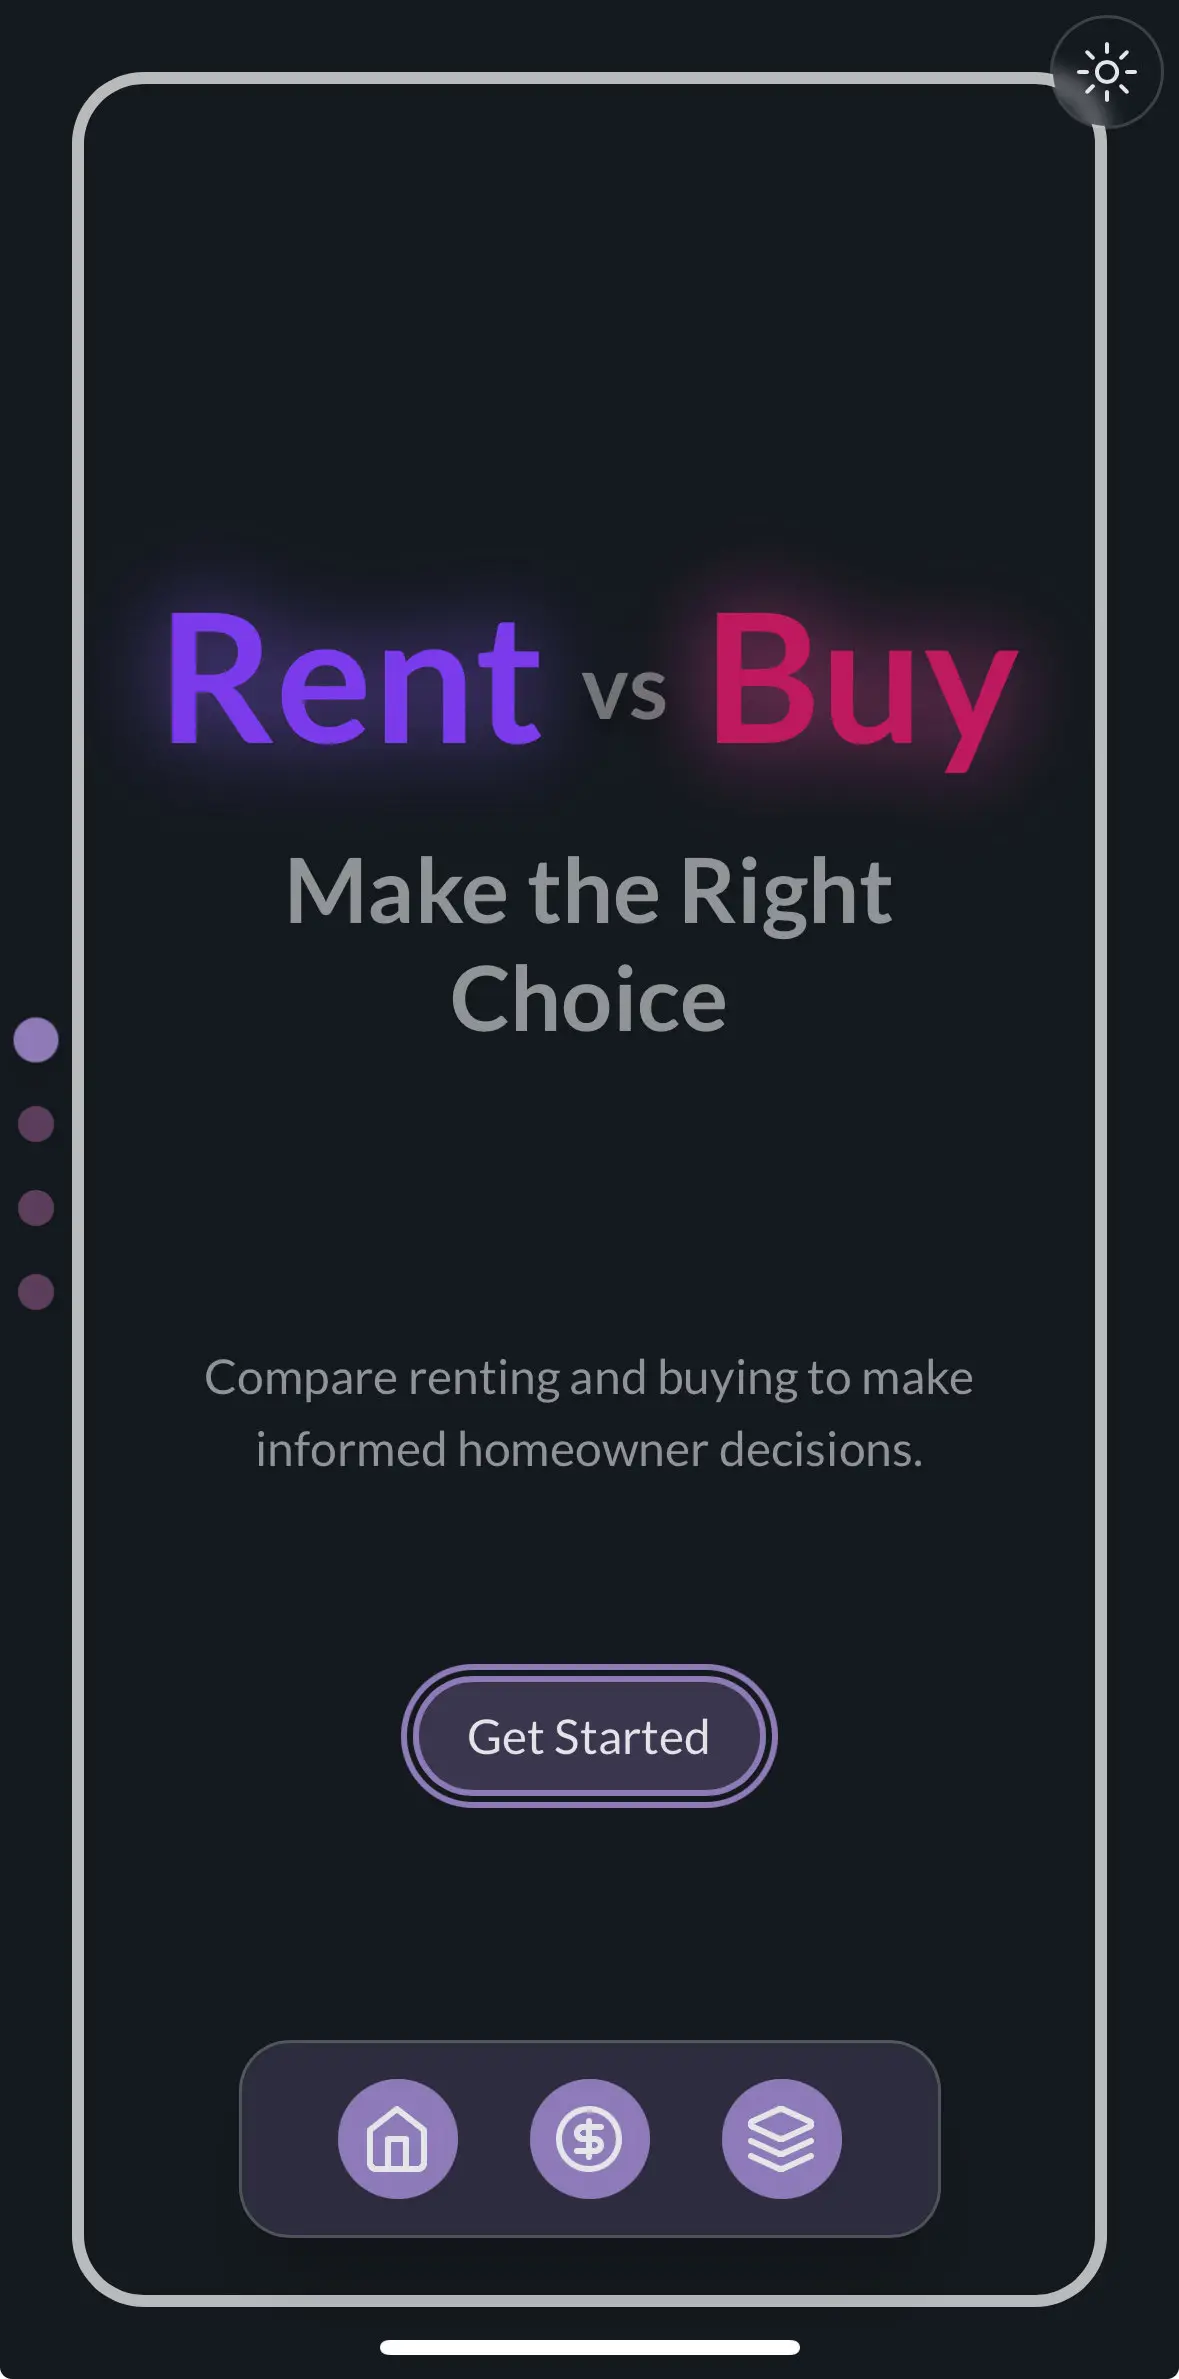 Rent vs Buy
Make the Right
Choice
Compare renting and buying to make
informed homeowner decisions.
Get Started